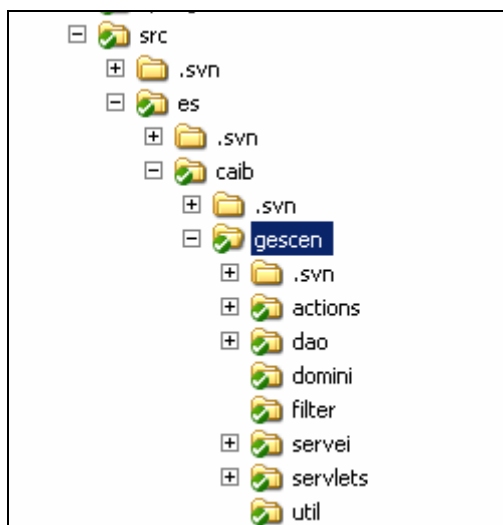 src
.svn
es
.svn
caib
.svn
gescen
.svn
actions
dao
domini
filter
servei
servlets
util